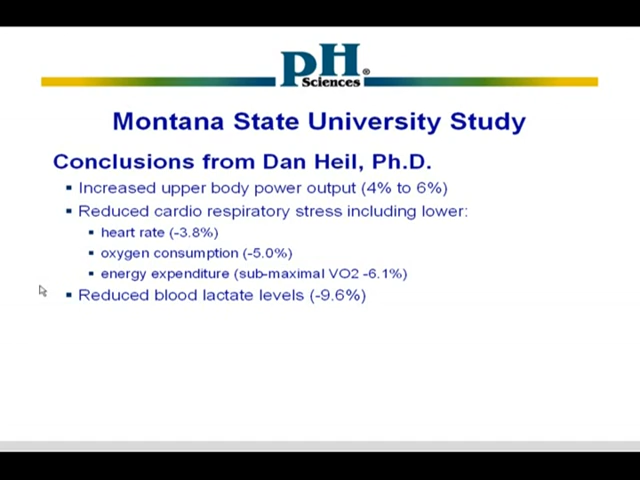 pH
Sciences®
Montana State University Study
Conclusions from Dan Heil, Ph.D.
▪ Increased upper body power output (4% to 6%)
▪ Reduced cardio respiratory stress including lower:
▪ heart rate (-3.8%)
▪ oxygen consumption (-5.0%)
▪ energy expenditure (sub-maximal VO2 -6.1%)
▪ Reduced blood lactate levels (-9.6%)